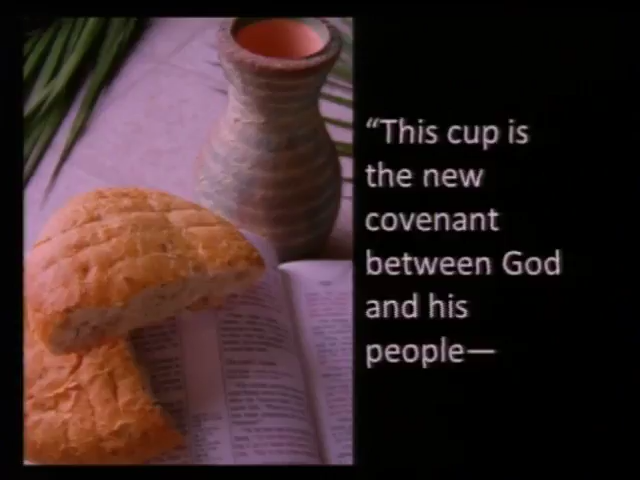 “This cup is
the new
covenant
between God
and his
people—